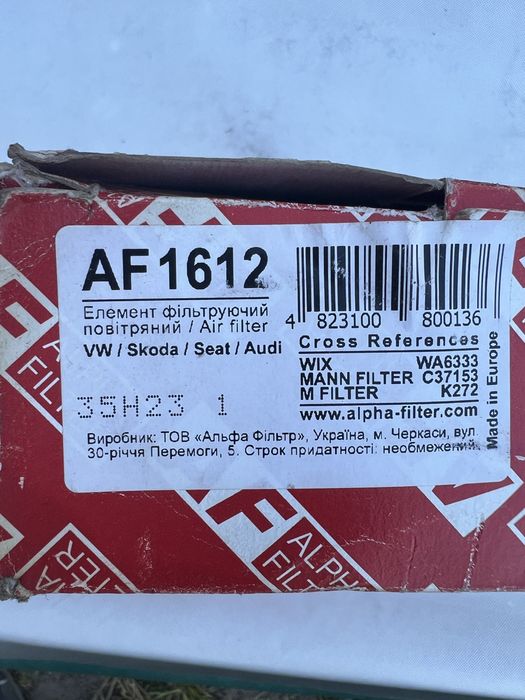 AF1612
Елемент фільтруючий
повітряний / Air filter
VW / Skoda / Seat / Audi
35H23 1
4 823100 800136
Cross References
WIX WA6333
MANN FILTER C37153
M FILTER K272
www.alpha-filter.com
Made in Europe
Виробник: ТОВ «Альфа Фільтр», Україна, м. Черкаси, вул.
30-річчя Перемоги, 5. Строк придатності: необмежений.
AF
ALPHA
FILT
FILTER